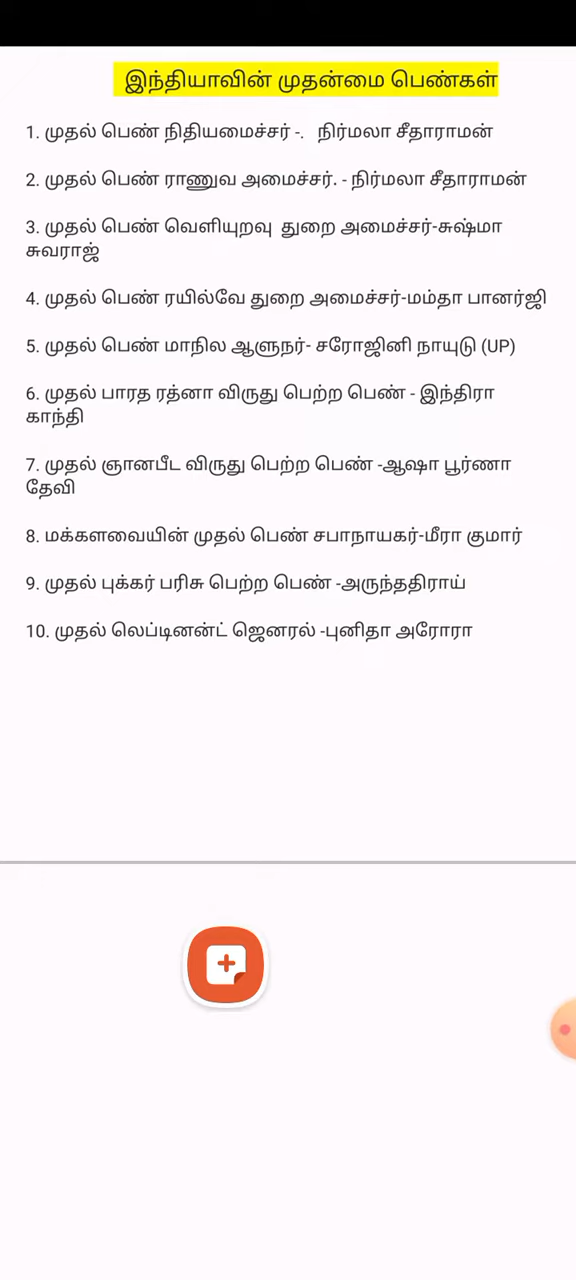 இந்தியாவின் முதன்மை பெண்கள்
1. முதல் பெண் நிதியமைச்சர் -. நிர்மலா சீதாராமன்
2. முதல் பெண் ராணுவ அமைச்சர். - நிர்மலா சீதாராமன்
3. முதல் பெண் வெளியுறவு துறை அமைச்சர்-சுஷ்மா
சுவராஜ்
4. முதல் பெண் ரயில்வே துறை அமைச்சர்-மம்தா பானர்ஜி
5. முதல் பெண் மாநில ஆளுநர்- சரோஜினி நாயுடு (UP)
6. முதல் பாரத ரத்னா விருது பெற்ற பெண் - இந்திரா
காந்தி
7. முதல் ஞானபீட விருது பெற்ற பெண் -ஆஷா பூர்ணா
தேவி
8. மக்களவையின் முதல் பெண் சபாநாயகர்-மீரா குமார்
9. முதல் புக்கர் பரிசு பெற்ற பெண் -அருந்ததிராய்
10. முதல் லெப்டினன்ட் ஜெனரல் -புனிதா அரோரா